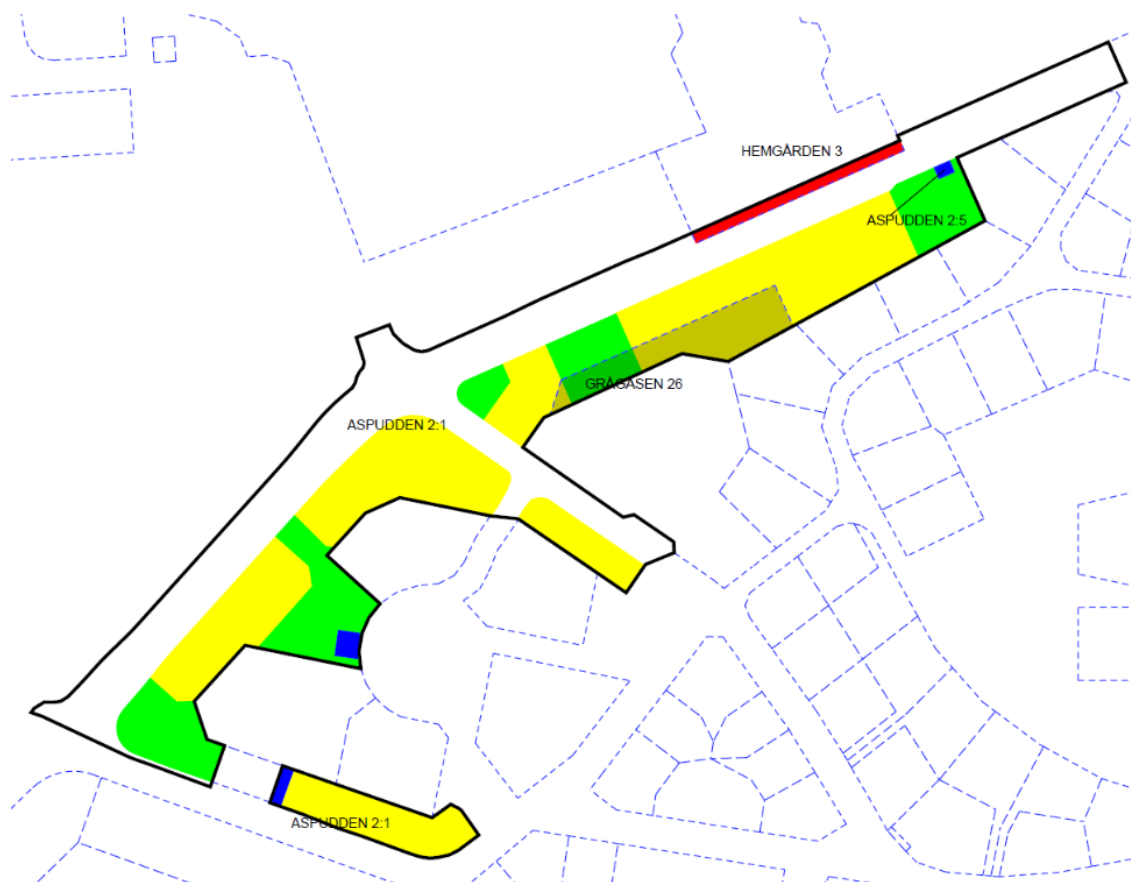 HEMGÅRDEN 3
ASPUDDEN 2:5
GRÅGÅSEN 26
ASPUDDEN 2:1
ASPUDDEN 2:1